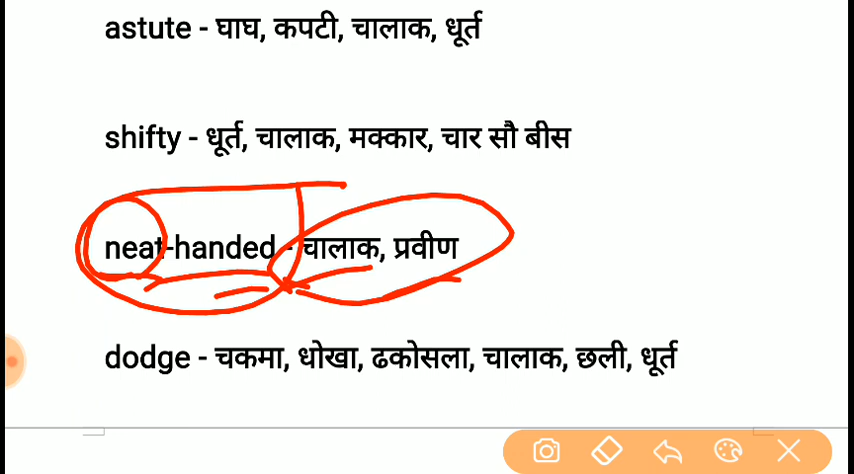 astute - घाघ, कपटी, चालाक, धूर्त
shifty - धूर्त, चालाक, मक्कार, चार सौ बीस
neat-handed - चालाक, प्रवीण
dodge - चकमा, धोखा, ढकोसला, चालाक, छली, धूर्त